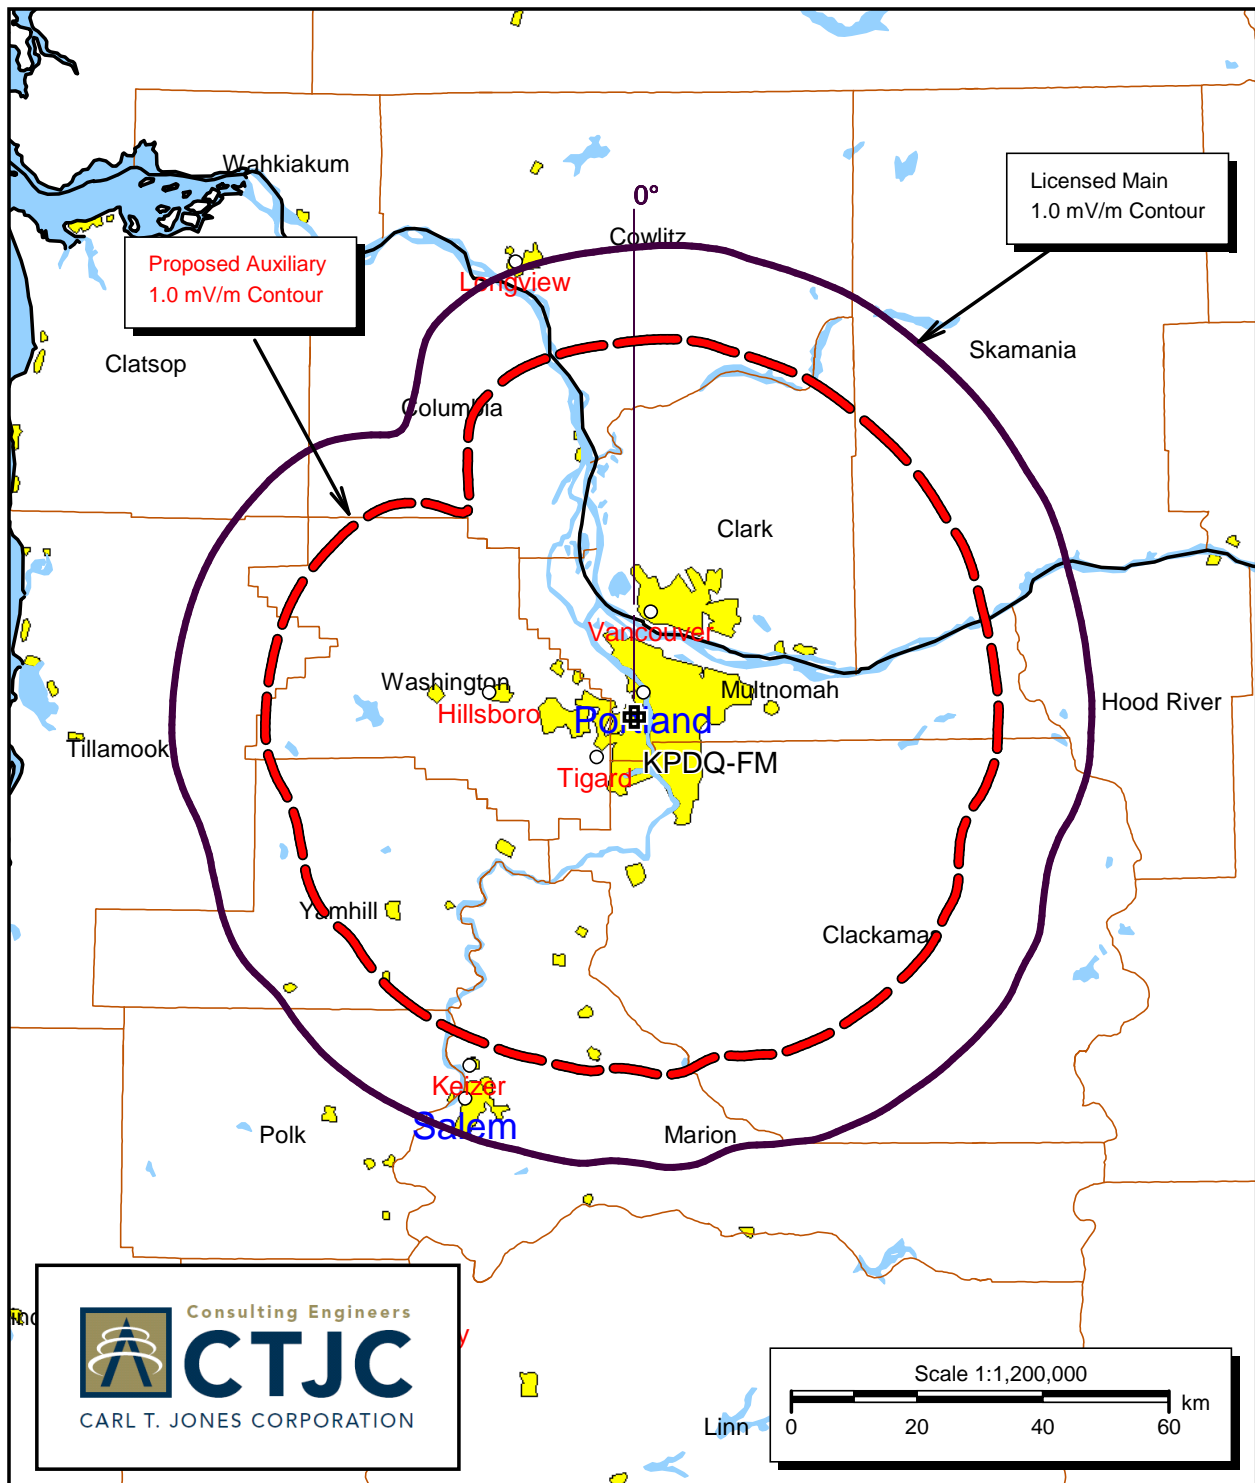 Wahkiakum
0°
Licensed Main
1.0 mV/m Contour
Cowlitz
Proposed Auxiliary
1.0 mV/m Contour
Longview
Skamania
Clatsop
Columbia
Clark
Vancouver
Washington
Multnomah
Hood River
Hillsboro
Portland
Tillamook
KPDQ-FM
Tigard
Yamhill
Clackamas
Keizer
Salem
Polk
Marion
Consulting Engineers
CTJC
CARL T. JONES CORPORATION
Scale 1:1,200,000
km
0 20 40 60
Linn